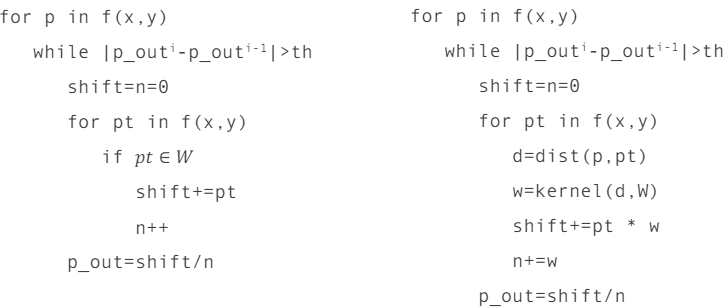 for p in f(x,y)
while |p_outⁱ-p_outⁱ⁻¹|>th
shift=n=0
for pt in f(x,y)
if pt ∈ W
shift+=pt
n++
p_out=shift/n
for p in f(x,y)
while |p_outⁱ-p_outⁱ⁻¹|>th
shift=n=0
for pt in f(x,y)
d=dist(p,pt)
w=kernel(d,W)
shift+=pt * w
n+=w
p_out=shift/n